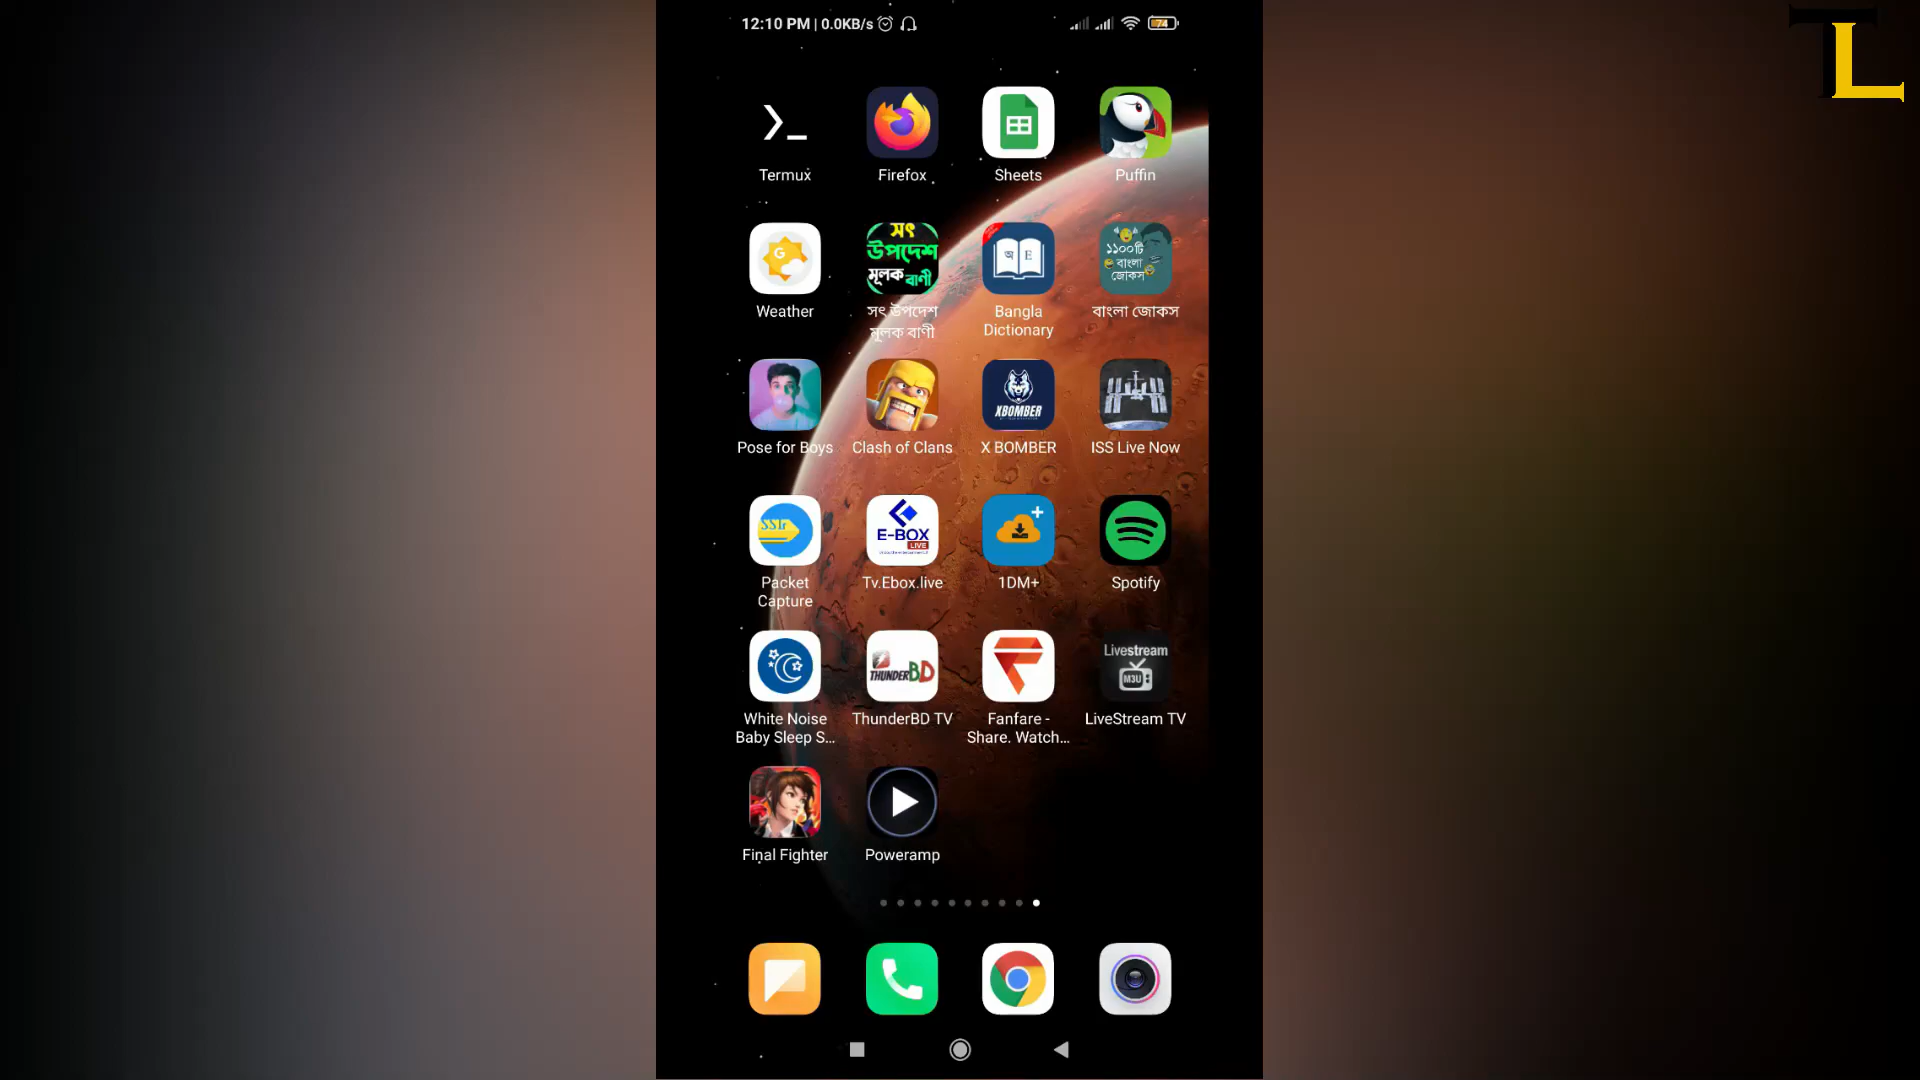 TL
12:10 PM | 0.0KB/s 74
Termux
Firefox
Sheets
Puffin
G
সৎ
উপদেশ
মূলক বাণী
অ E
১১০০টি
বাংলা
জোকস
Weather
সৎ উপদেশ
মূলক বাণী
Bangla
Dictionary
বাংলা জোকস
XBOMBER
Pose for Boys
Clash of Clans
X BOMBER
ISS Live Now
E-BOX
LIVE
Packet
Capture
Tv.Ebox.live
1DM+
Spotify
THUNDERBD
Livestream
M3U
White Noise
Baby Sleep S...
ThunderBD TV
Fanfare -
Share. Watch...
LiveStream TV
Final Fighter
Poweramp